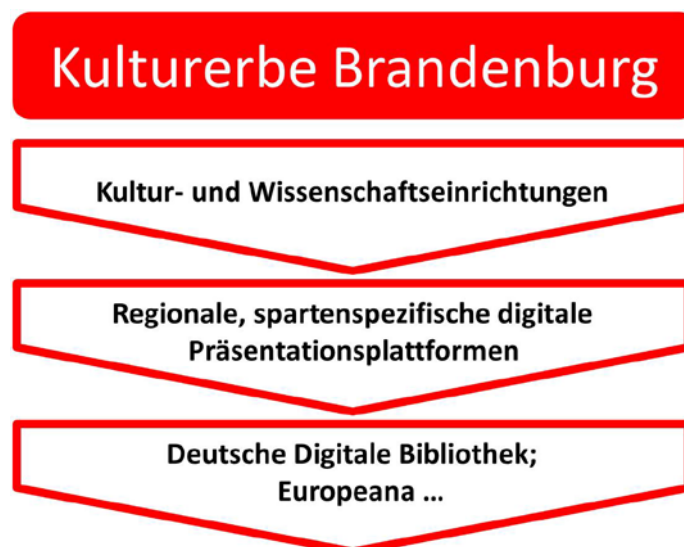 Kulturerbe Brandenburg
Kultur- und Wissenschaftseinrichtungen
Regionale, spartenspezifische digitale
Präsentationsplattformen
Deutsche Digitale Bibliothek;
Europeana ...